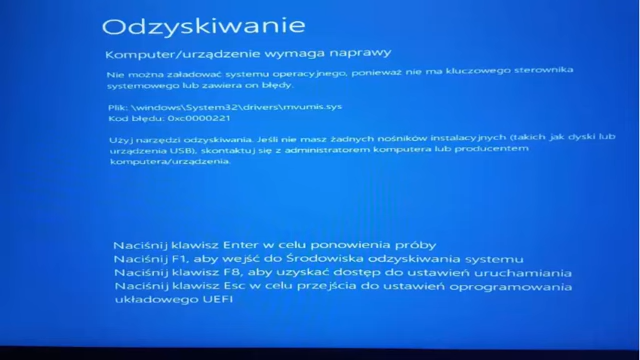 Odzyskiwanie
Komputer/urządzenie wymaga naprawy
Nie można załadować systemu operacyjnego, ponieważ nie ma kluczowego sterownika
systemowego lub zawiera on błędy.
Plik: \windows\System32\drivers\mvumis.sys
Kod błędu: 0xc0000221
Użyj narzędzi odzyskiwania. Jeśli nie masz żadnych nośników instalacyjnych (takich jak dyski lub
urządzenia USB), skontaktuj się z administratorem komputera lub producentem
komputera/urządzenia.
Naciśnij klawisz Enter w celu ponowienia próby
Naciśnij F1, aby wejść do Środowiska odzyskiwania systemu
Naciśnij klawisz F8, aby uzyskać dostęp do ustawień uruchamiania
Naciśnij klawisz Esc w celu przejścia do ustawień oprogramowania
układowego UEFI